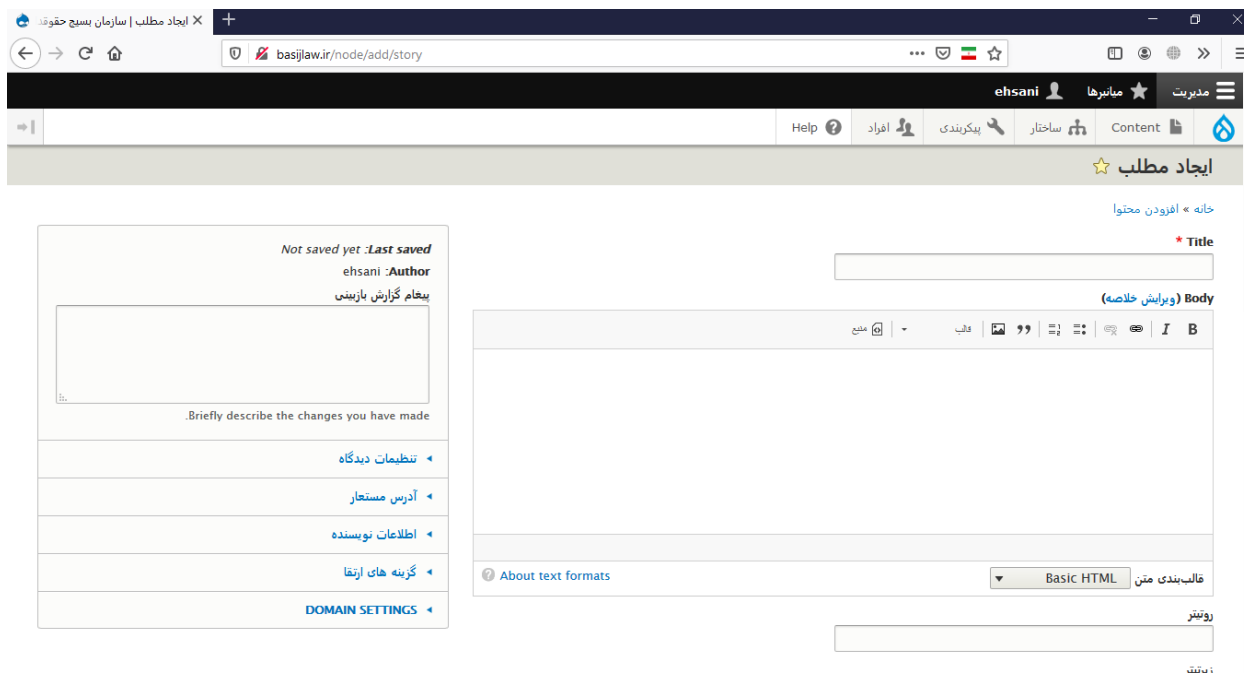 ایجاد مطلب | سازمان بسیج حقوقد
basijlaw.ir/node/add/story
مدیریت میانبرها ehsani
Content ساختار پیکربندی افراد Help
ایجاد مطلب
خانه » افزودن محتوا
Title *
Body (ویرایش خلاصه)
قالب منبع
قالب‌بندی متن Basic HTML
About text formats
روتیتر
زیرتیتر
Last saved: Not saved yet
Author: ehsani
پیغام گزارش بازبینی
Briefly describe the changes you have made.
تنظیمات دیدگاه
آدرس مستعار
اطلاعات نویسنده
گزینه های ارتقا
DOMAIN SETTINGS